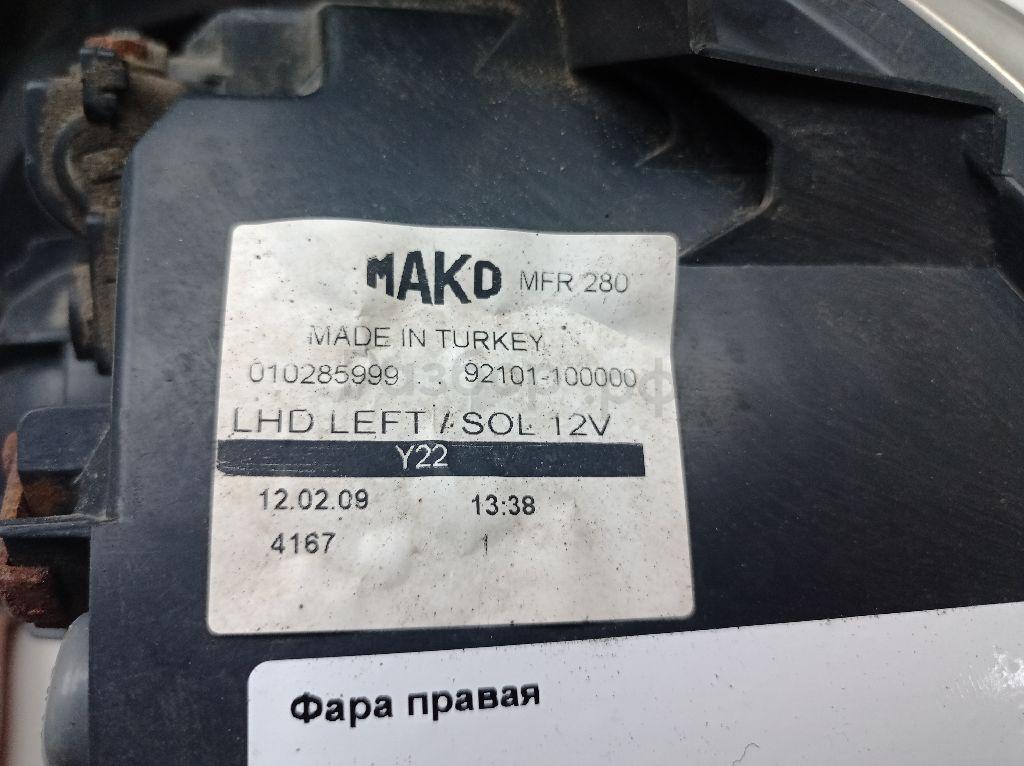 MAKO MFR 280
MADE IN TURKEY
010285999 92101-100000
LHD LEFT / SOL 12V
Y22
12.02.09 13:38
4167 1
Фара правая